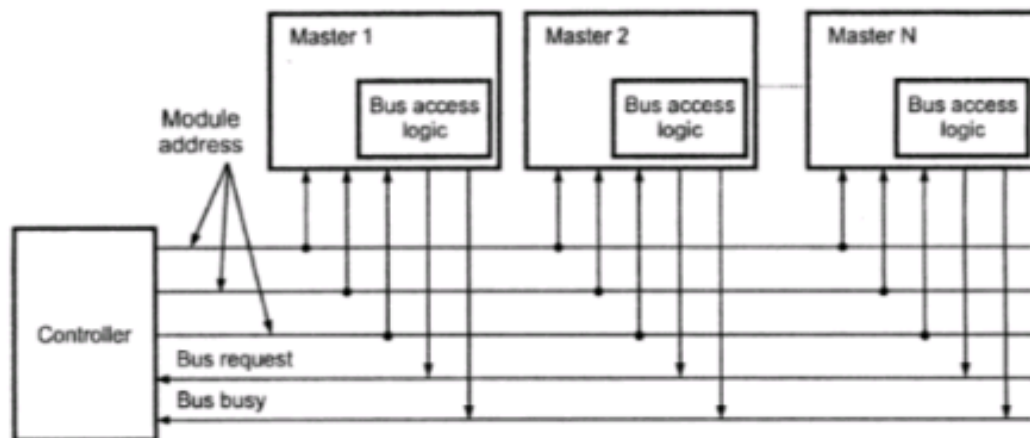 Master 1
Master 2
Master N
Bus access
logic
Bus access
logic
Bus access
logic
Module
address
Controller
Bus request
Bus busy